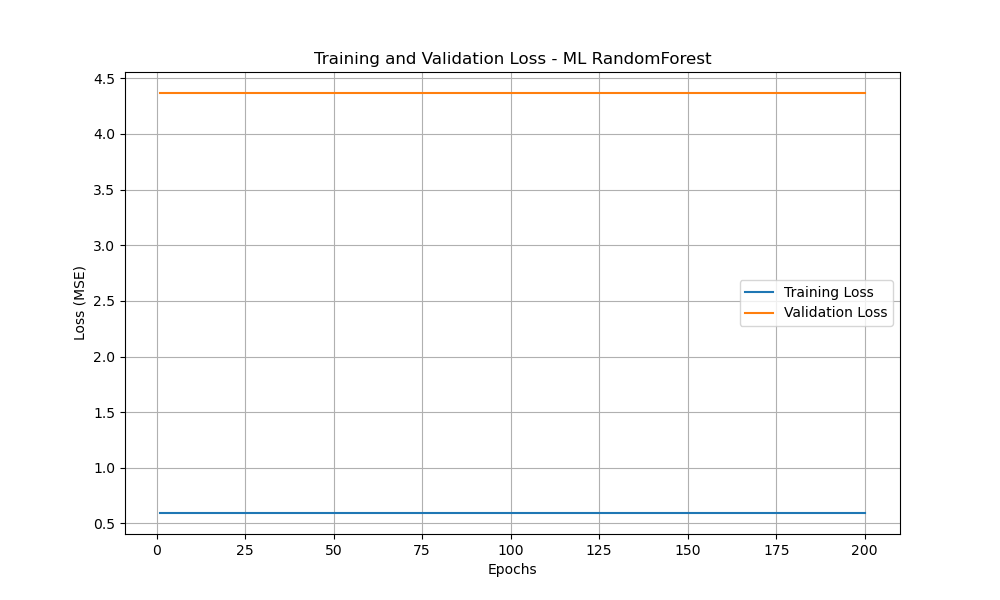 Training and Validation Loss - ML RandomForest
Loss (MSE)
4.5
4.0
3.5
3.0
2.5
2.0
1.5
1.0
0.5
Training Loss
Validation Loss
0 25 50 75 100 125 150 175 200
Epochs